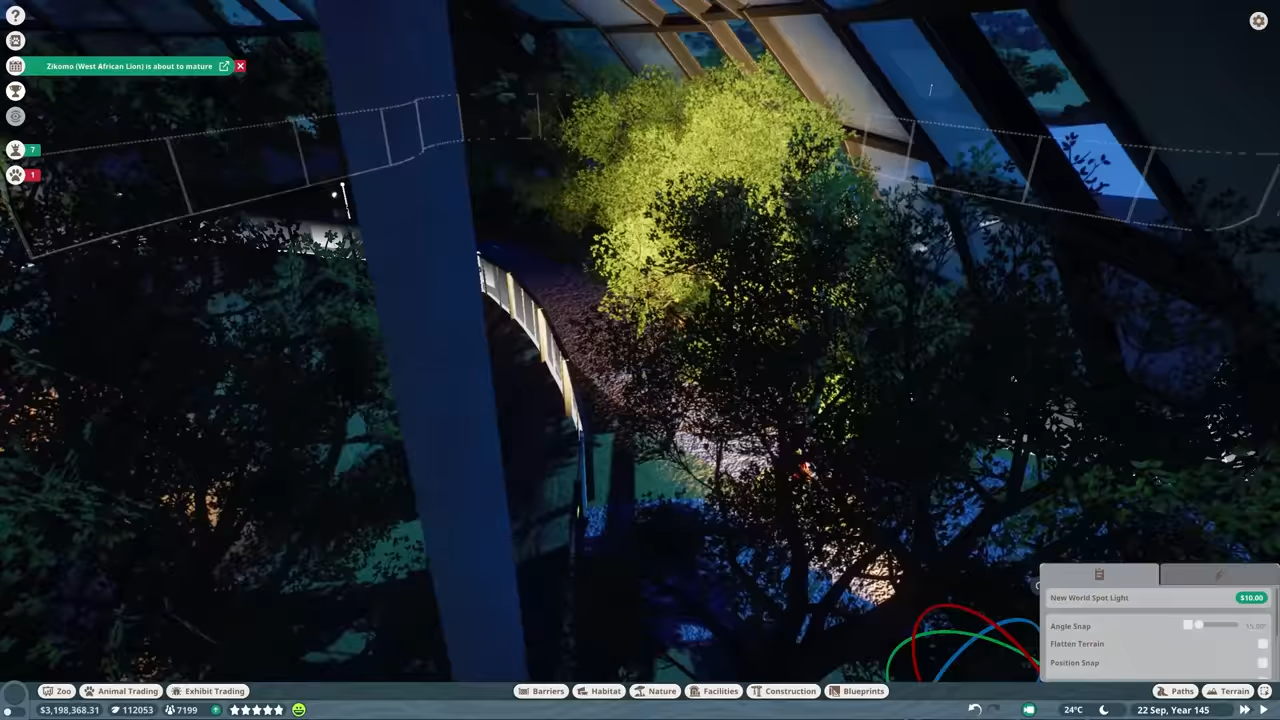 ?
Zikomo (West African Lion) is about to mature
7
1
New World Spot Light $10.00
Angle Snap 15.00°
Flatten Terrain
Position Snap
Zoo Animal Trading Exhibit Trading Barriers Habitat Nature Facilities Construction Blueprints Paths Terrain
$3,198,368.31 112053 7199 24°C 22 Sep, Year 145